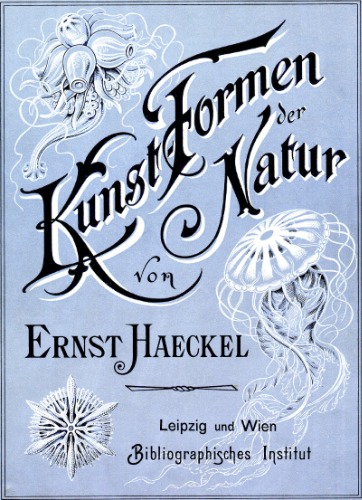 KunstFormen
der
Natur
von
ERNST HAECKEL
Leipzig und Wien
Bibliographisches Institut